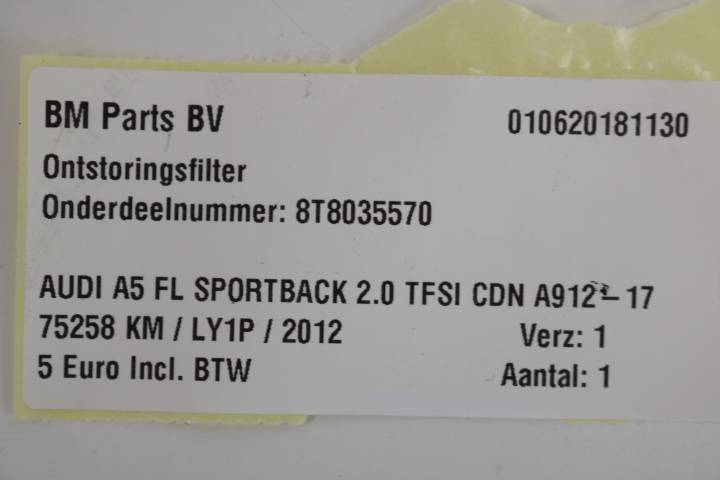 BM Parts BV 010620181130
Ontstoringsfilter
Onderdeelnummer: 8T8035570
AUDI A5 FL SPORTBACK 2.0 TFSI CDN A912 - 17
75258 KM / LY1P / 2012 Verz: 1
5 Euro Incl. BTW Aantal: 1